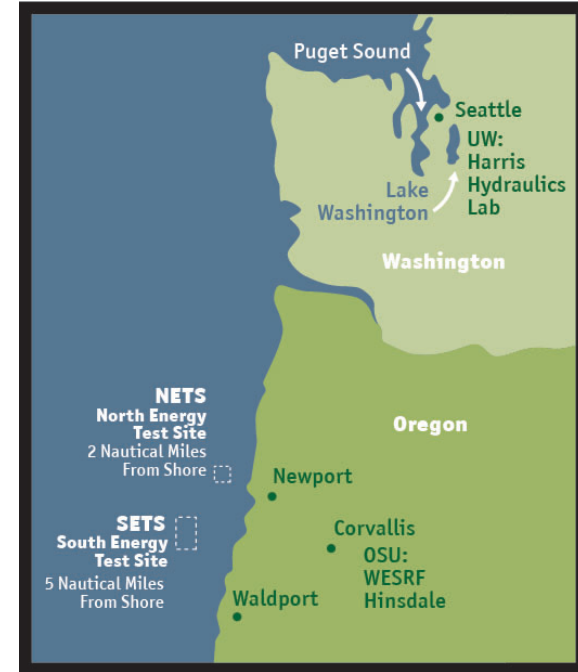 Puget Sound
Seattle
UW:
Harris
Hydraulics
Lab
Lake
Washington
Washington
NETS
North Energy
Test Site
2 Nautical Miles
From Shore
Oregon
Newport
SETS
South Energy
Test Site
5 Nautical Miles
From Shore
Corvallis
OSU:
WESRF
Hinsdale
Waldport